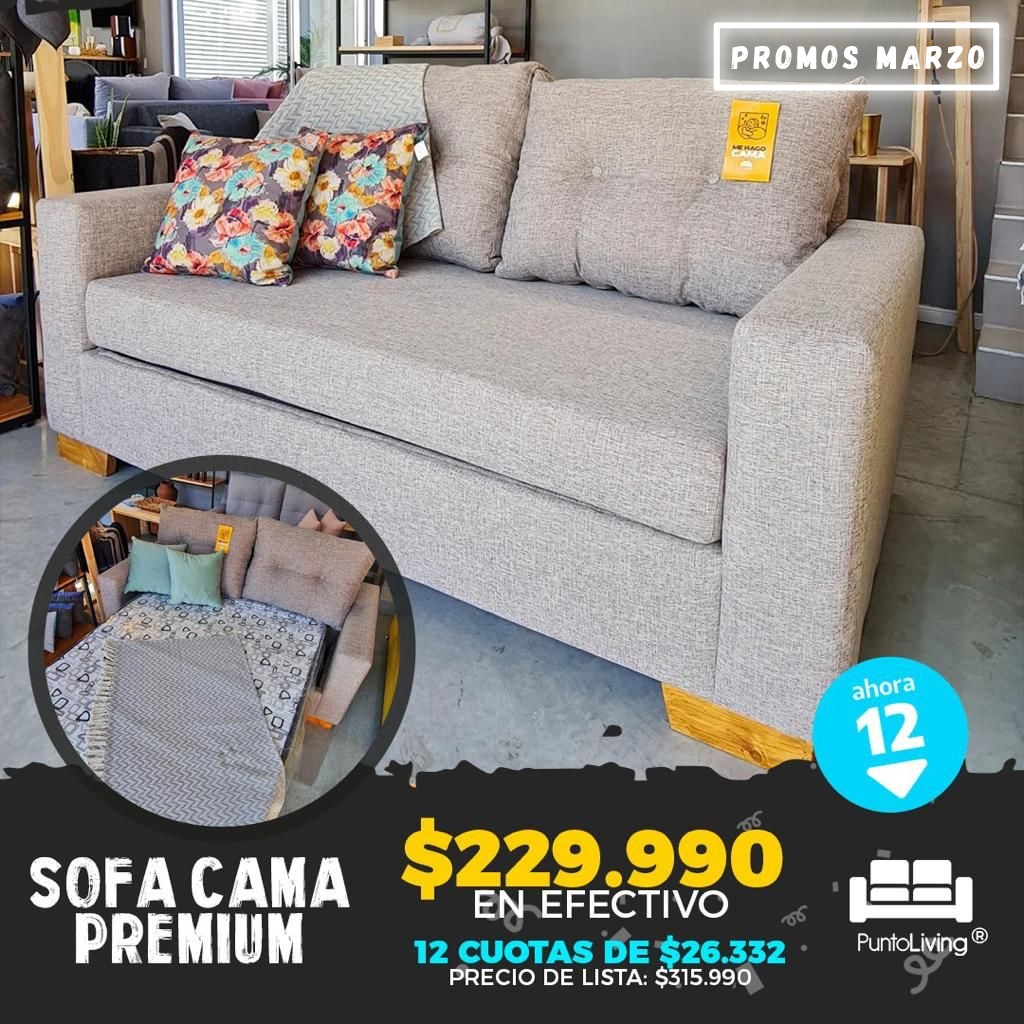 PROMOS MARZO
ME HAGO
CAMA
ahora
12
SOFA CAMA
PREMIUM
$229.990
EN EFECTIVO
12 CUOTAS DE $26.332
PRECIO DE LISTA: $315.990
PuntoLiving®